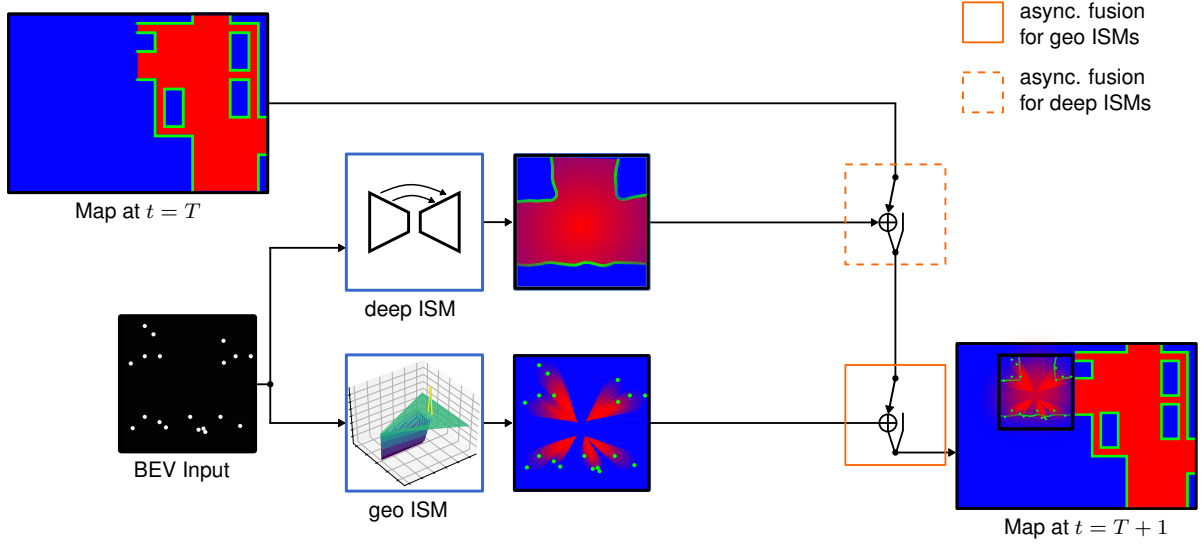 async. fusion
for geo ISMs
async. fusion
for deep ISMs
Map at t = T
deep ISM
BEV Input
geo ISM
Map at t = T + 1